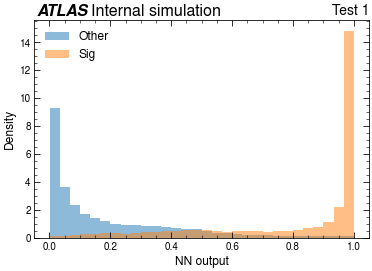 ATLAS Internal simulation
Test 1
Other
Sig
Density
14
12
10
8
6
4
2
0
0.0 0.2 0.4 0.6 0.8 1.0
NN output